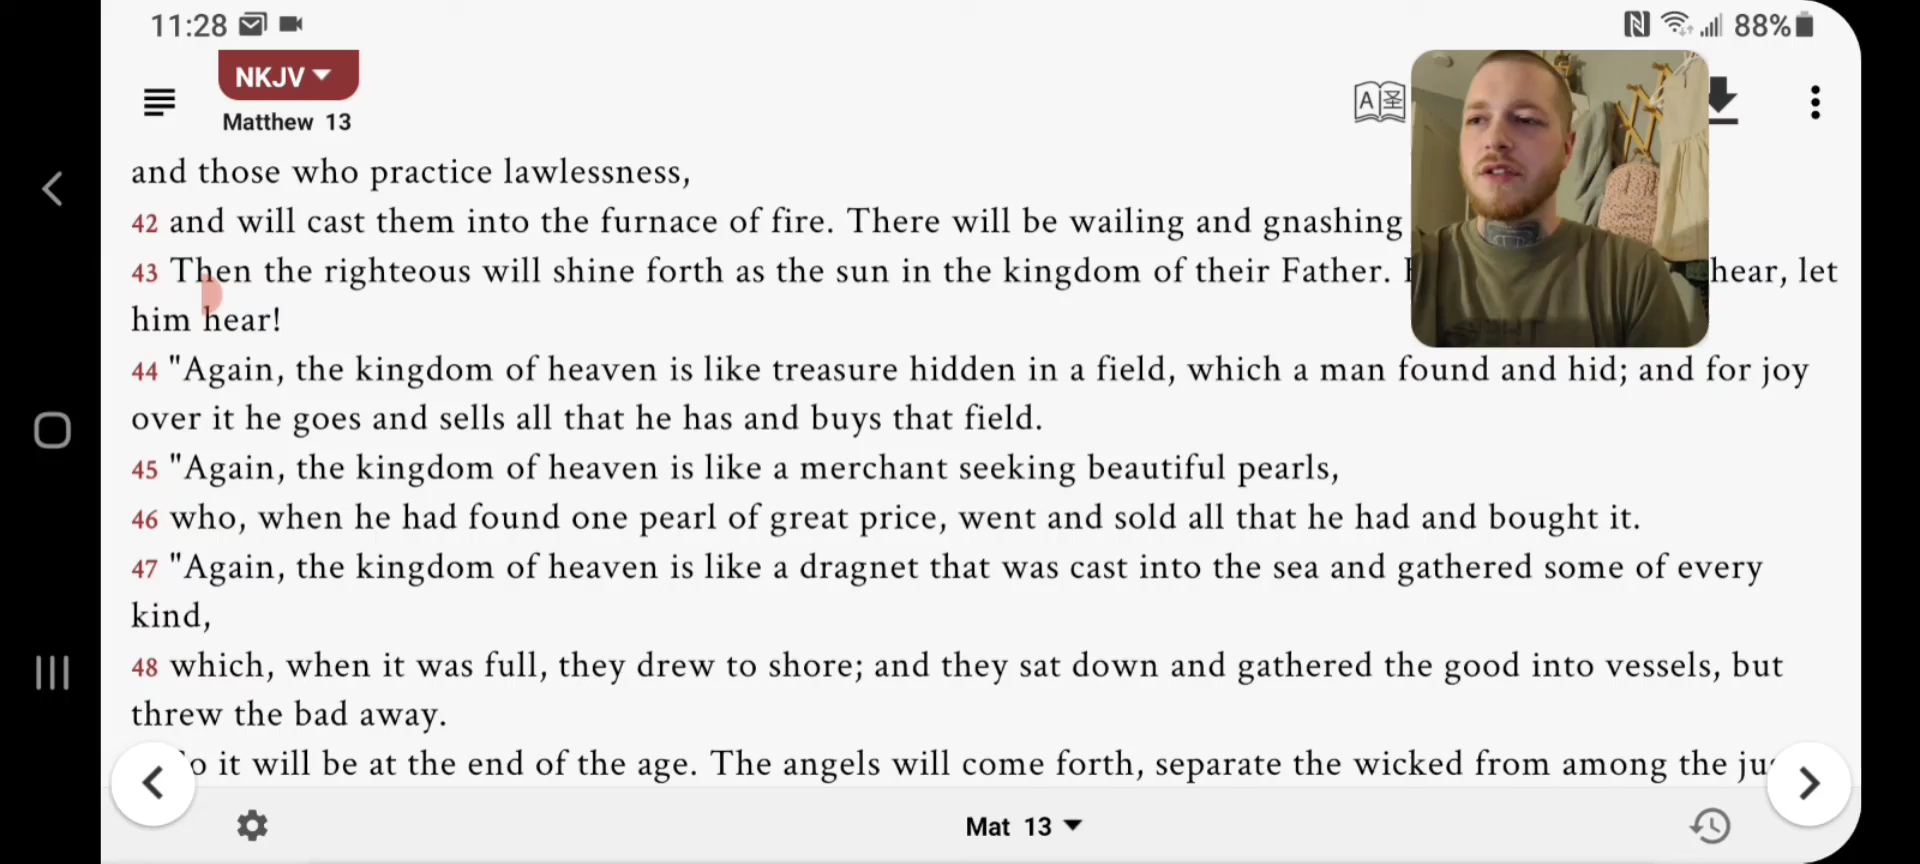 11:28
88%
NKJV
Matthew 13
A 圣
and those who practice lawlessness,
42 and will cast them into the furnace of fire. There will be wailing and gnashing
43 Then the righteous will shine forth as the sun in the kingdom of their Father. hear, let
him hear!
44 "Again, the kingdom of heaven is like treasure hidden in a field, which a man found and hid; and for joy
over it he goes and sells all that he has and buys that field.
45 "Again, the kingdom of heaven is like a merchant seeking beautiful pearls,
46 who, when he had found one pearl of great price, went and sold all that he had and bought it.
47 "Again, the kingdom of heaven is like a dragnet that was cast into the sea and gathered some of every
kind,
48 which, when it was full, they drew to shore; and they sat down and gathered the good into vessels, but
threw the bad away.
it will be at the end of the age. The angels will come forth, separate the wicked from among the
Mat 13